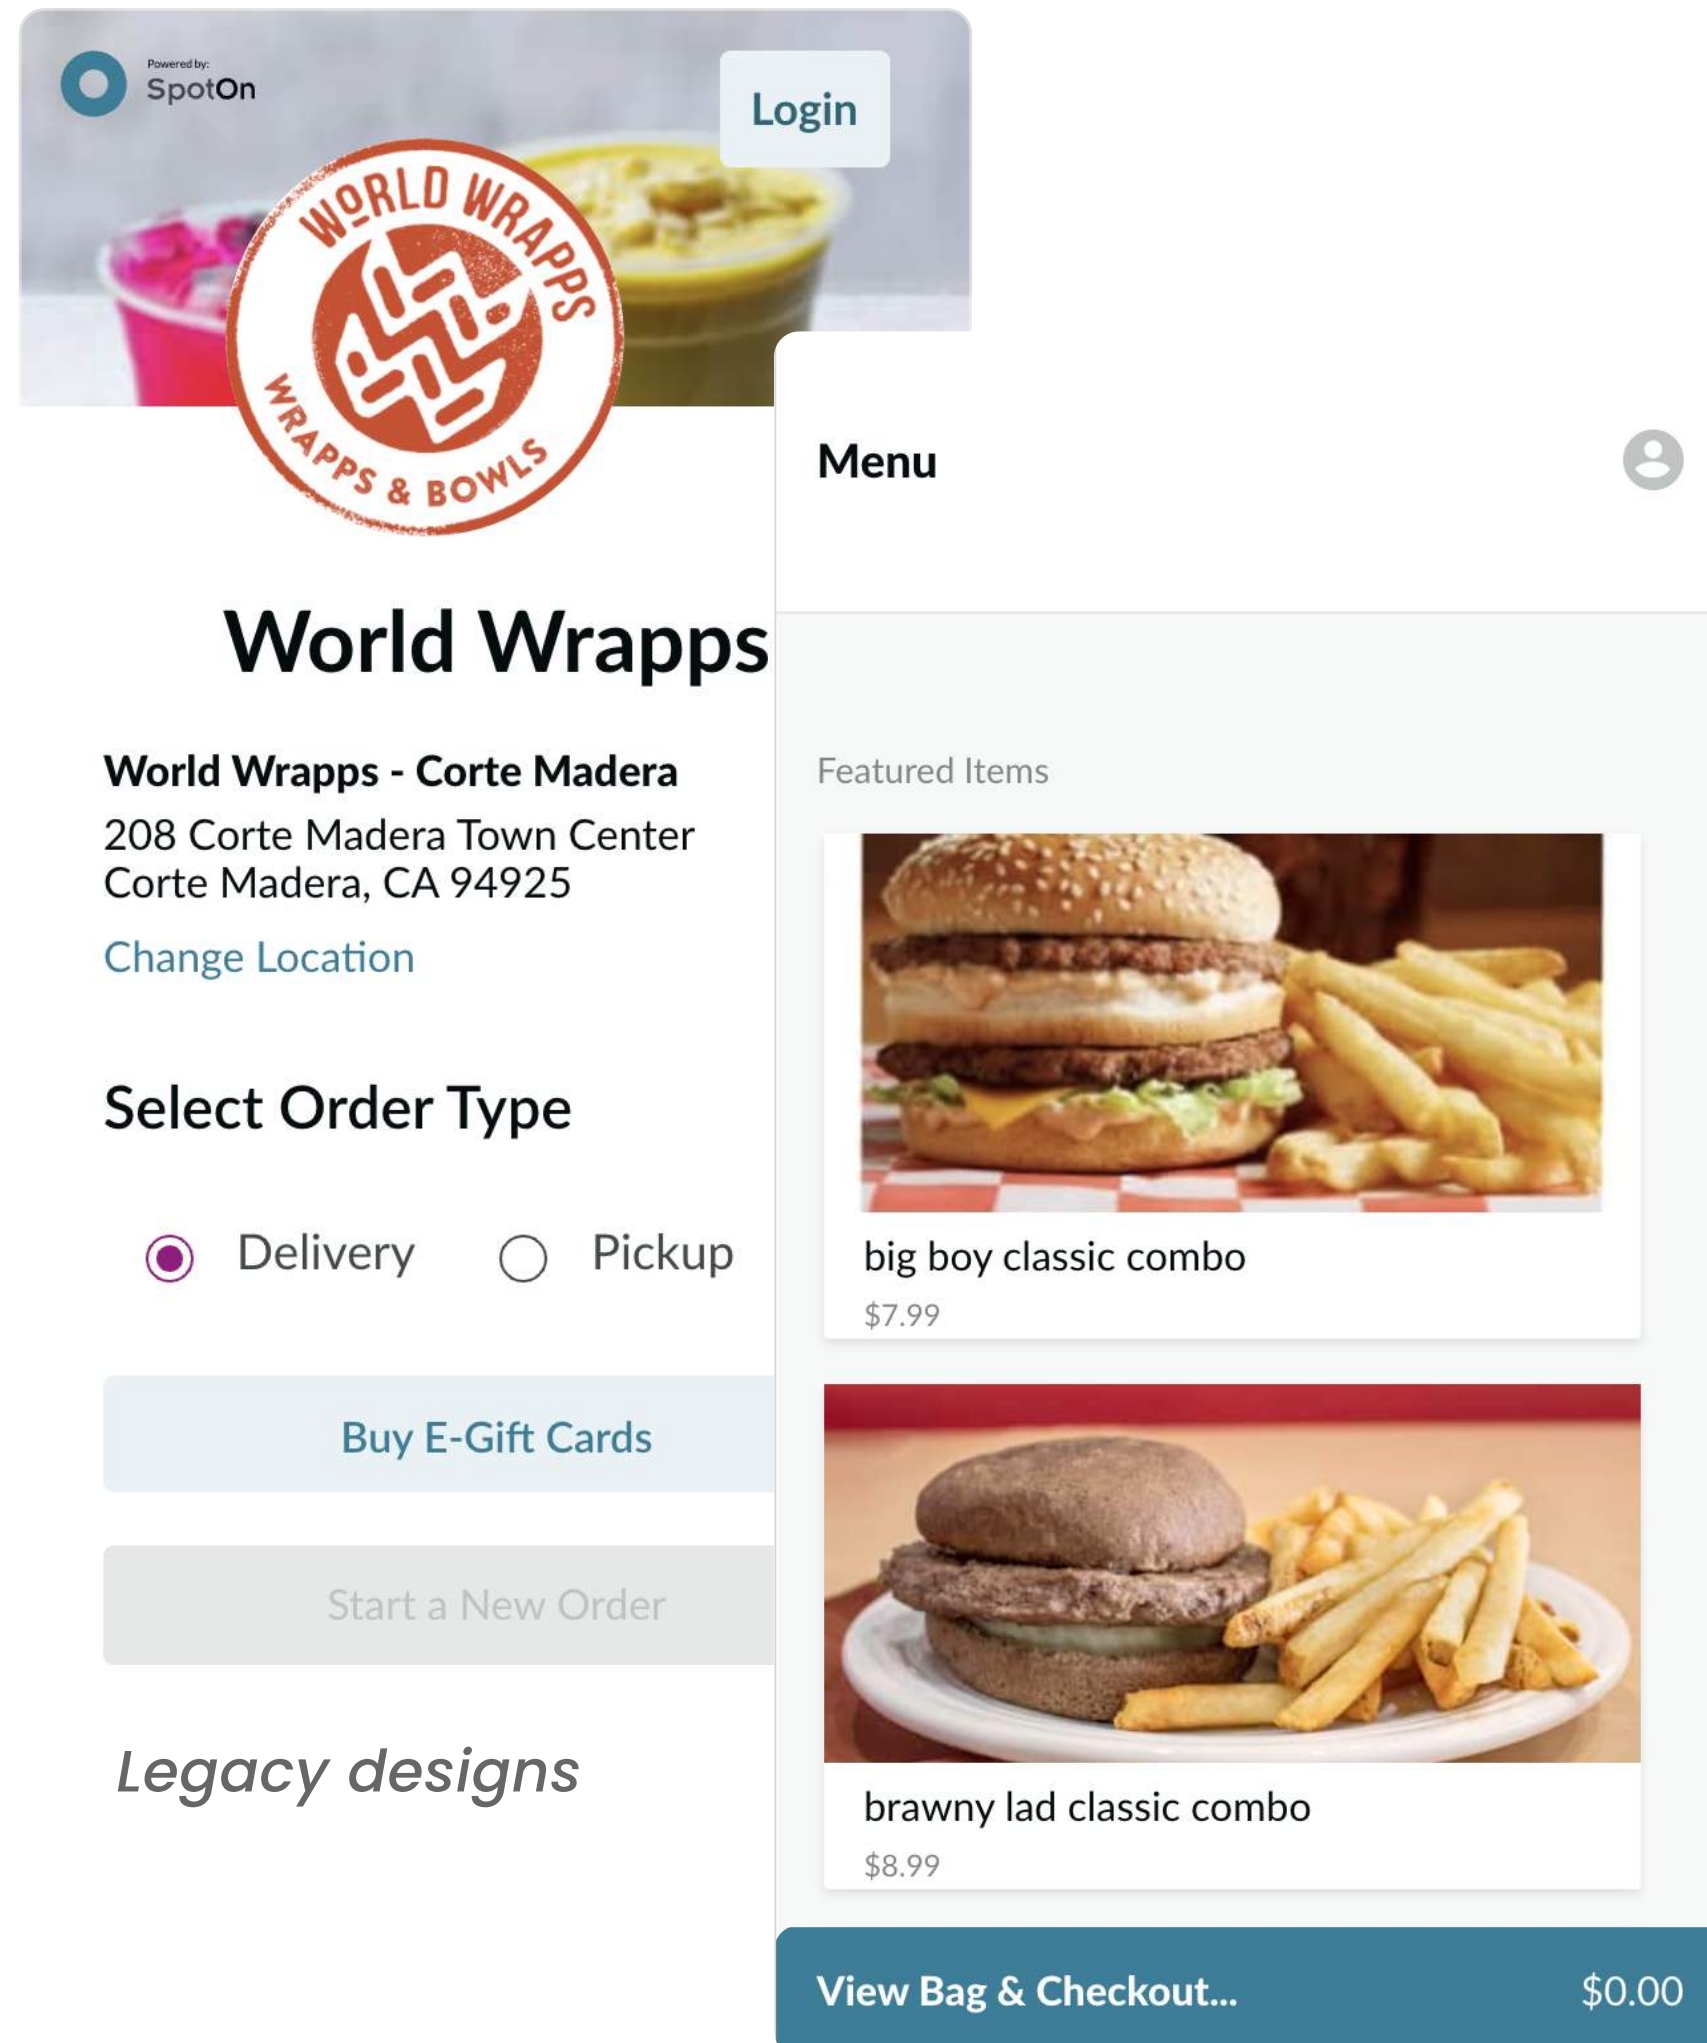 Powered by:
SpotOn
Login
WORLD WRAPPS
WRAPPS & BOWLS
World Wrapps
World Wrapps - Corte Madera
208 Corte Madera Town Center
Corte Madera, CA 94925
Change Location
Select Order Type
Delivery
Pickup
Buy E-Gift Cards
Start a New Order
Legacy designs
Menu
Featured Items
big boy classic combo
$7.99
brawny lad classic combo
$8.99
View Bag & Checkout... $0.00